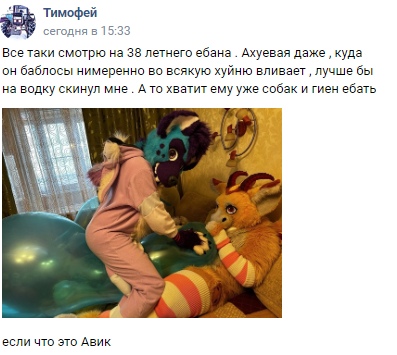 Тимофей
сегодня в 15:33
Все таки смотрю на 38 летнего ебана . Ахуевая даже , куда
он баблосы нимеренно во всякую хуйню вливает , лучше бы
на водку скинул мне . А то хватит ему уже собак и гиен ебать
если что это Авик